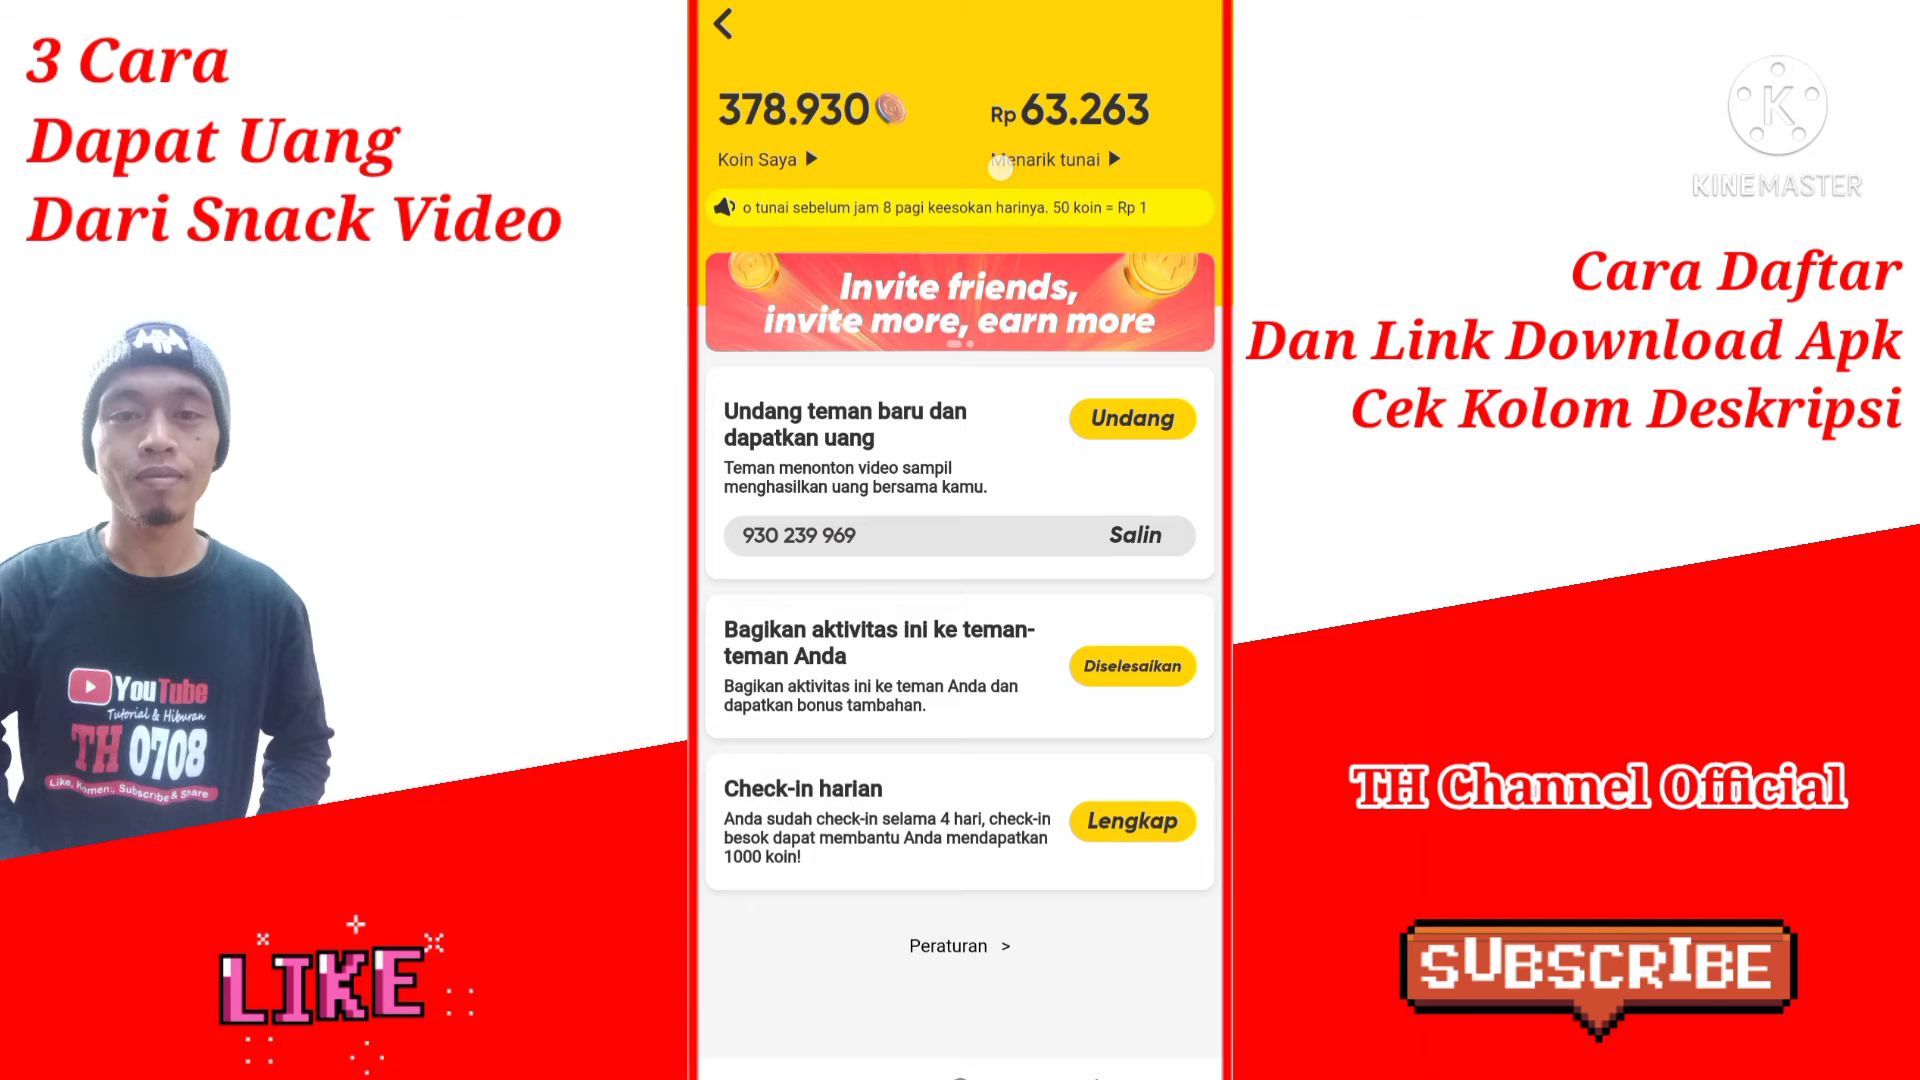 3 Cara
Dapat Uang
Dari Snack Video
378.930
Rp 63.263
Koin Saya
Menarik tunai
o tunai sebelum jam 8 pagi keesokan harinya. 50 koin = Rp 1
Invite friends,
invite more, earn more
Undang teman baru dan
dapatkan uang
Undang
Teman menonton video sampil
menghasilkan uang bersama kamu.
930 239 969
Salin
Bagikan aktivitas ini ke teman-
teman Anda
Diselesaikan
Bagikan aktivitas ini ke teman Anda dan
dapatkan bonus tambahan.
Check-in harian
Anda sudah check-in selama 4 hari, check-in
besok dapat membantu Anda mendapatkan
1000 koin!
Lengkap
Peraturan >
K
KINEMASTER
Cara Daftar
Dan Link Download Apk
Cek Kolom Deskripsi
TH Channel Official
YouTube
Tutorial & Hiburan
TH 0708
Like, Komen, Subscribe & Share
LIKE
SUBSCRIBE